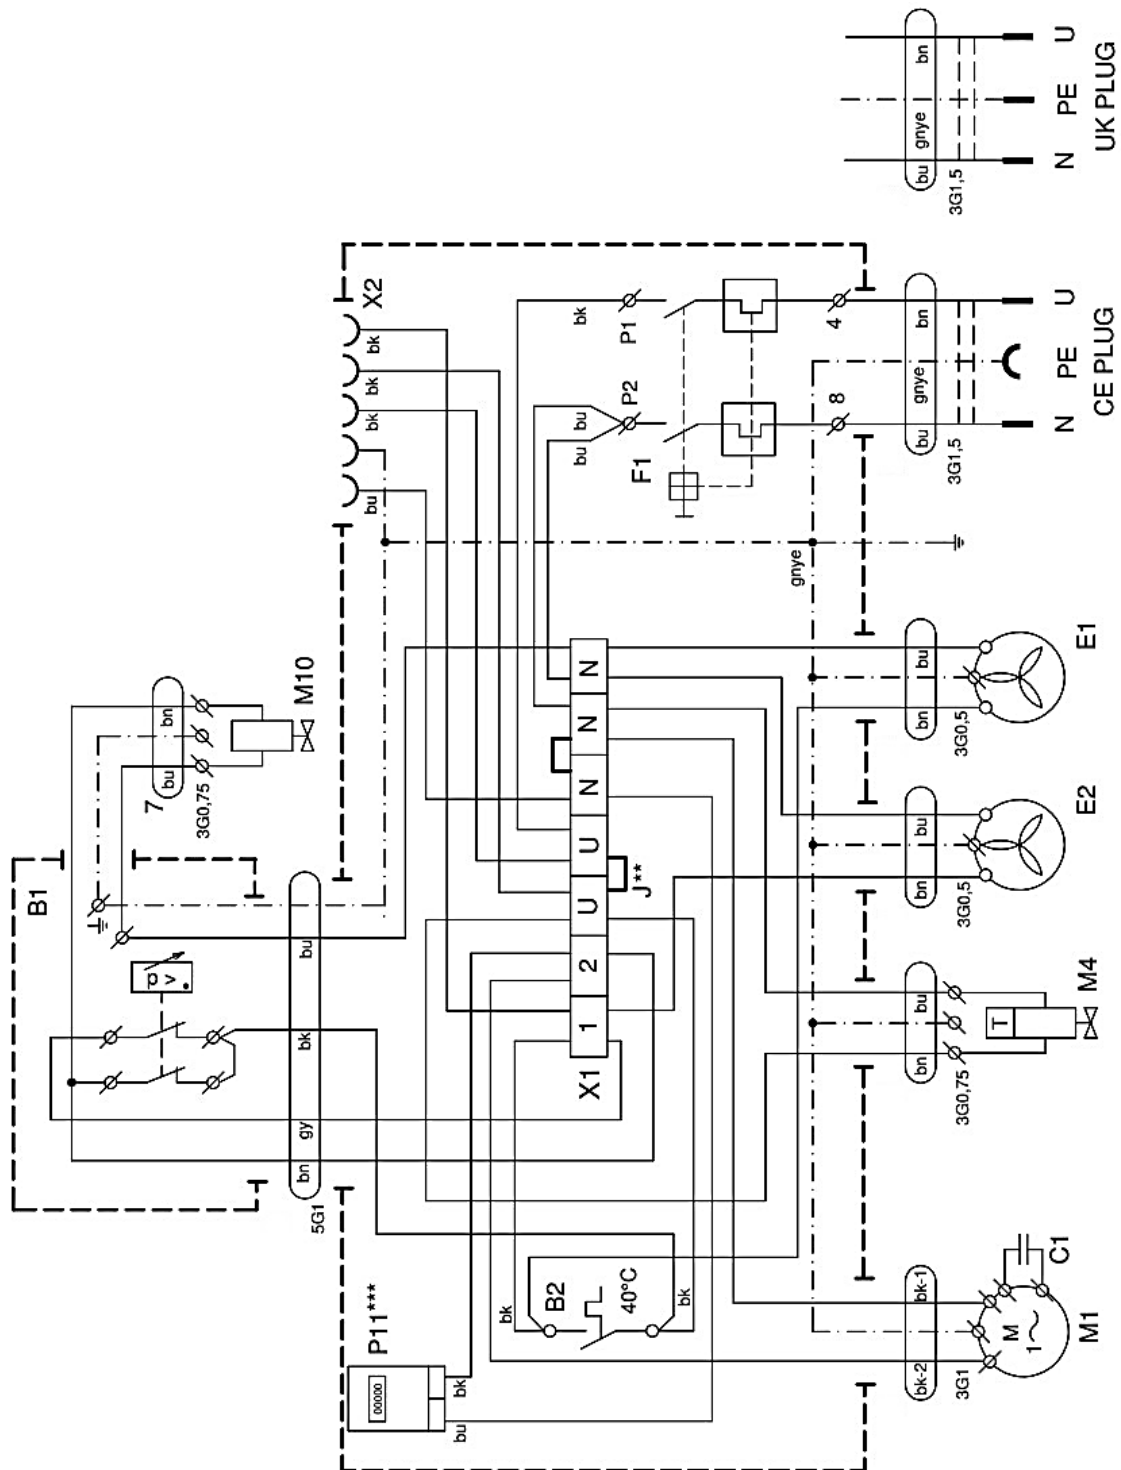 bn
gnye
bu
3G1,5
U
PE
N
UK PLUG
X2
bk
bk
bk
bu
bk
P1
bu
P2
bu
F1
4
8
bn
gnye
bu
3G1,5
U
PE
N
CE PLUG
gnye
M10
bn
bu
7
3G0,75
B1
P
V
bu
bk
gy
bn
5G1
N
N
N
U
U
2
1
X1
J**
bu
bn
3G0,5
E1
bu
bn
3G0,5
E2
bu
bn
3G0,75
T
M4
P11***
00000
bk
bu
bk
B2
40°C
bk
bk-1
bk-2
3G1
M
1~
C1
M1